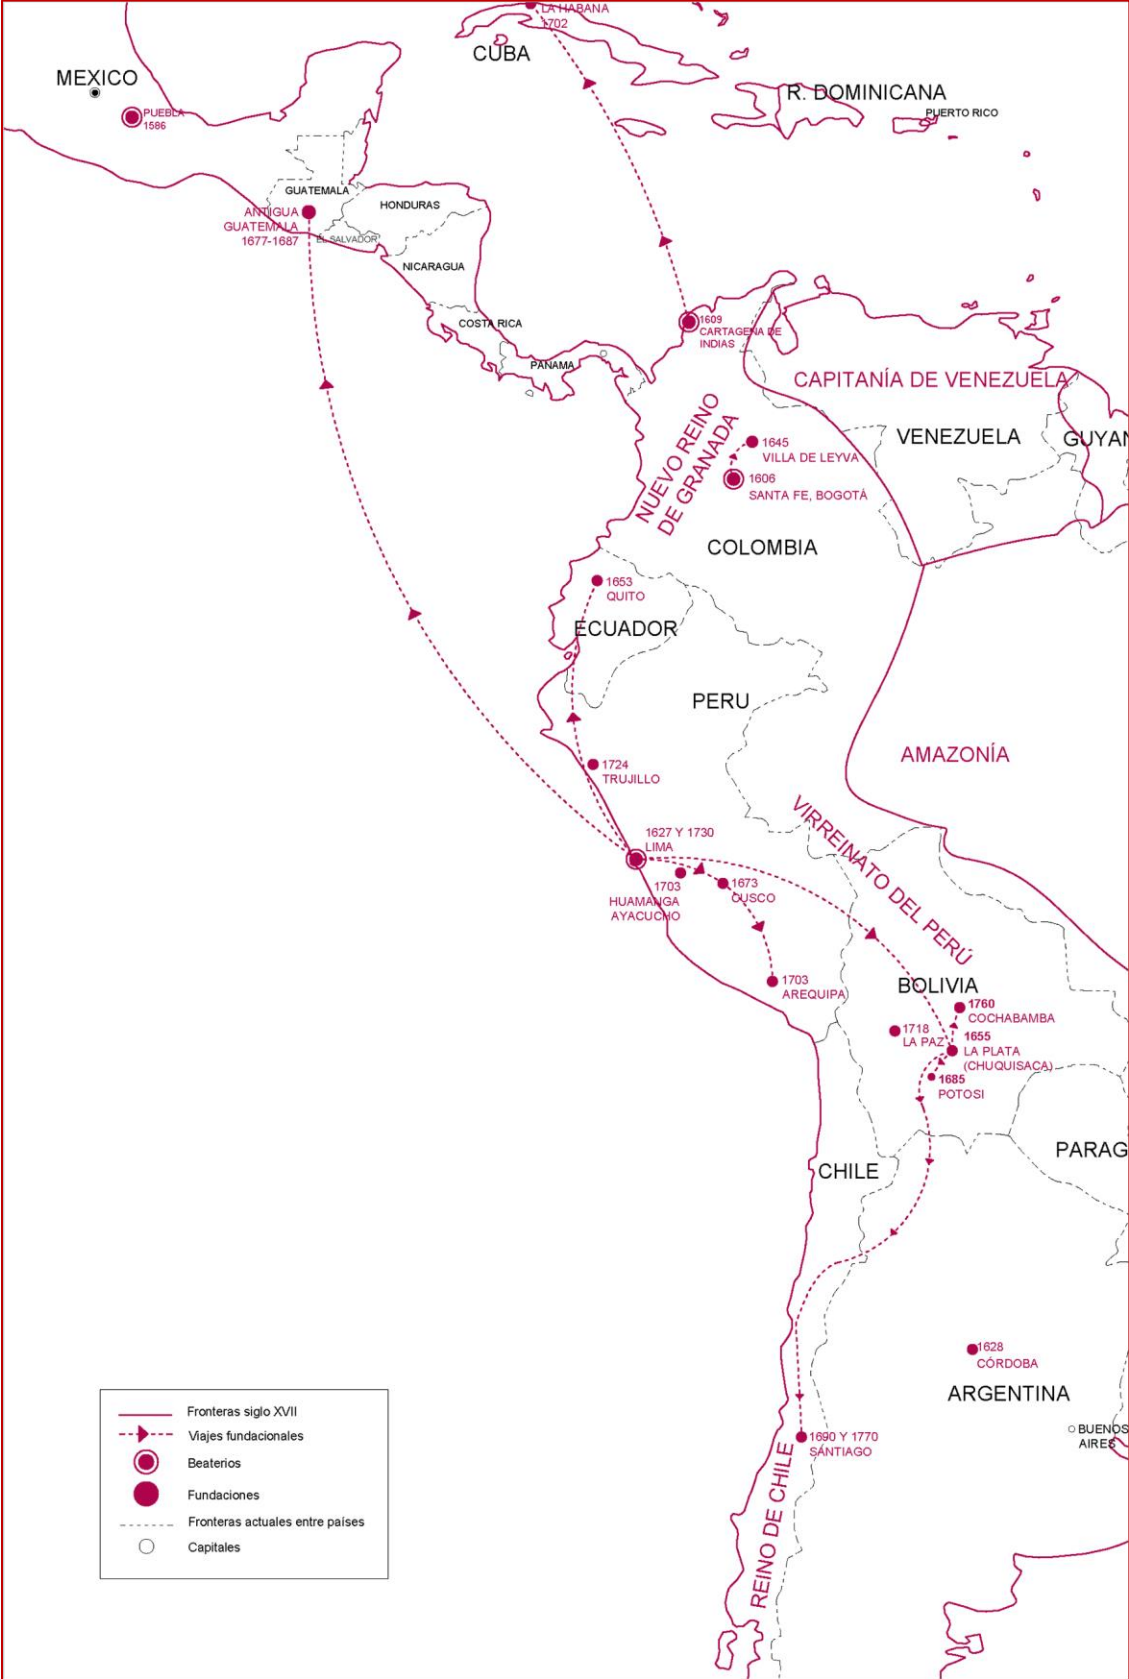 LA HABANA
1702
CUBA
MEXICO
R. DOMINICANA
PUERTO RICO
PUEBLA
1586
GUATEMALA
HONDURAS
ANTIGUA
GUATEMALA
1677-1687
EL SALVADOR
NICARAGUA
COSTA RICA
PANAMA
1609
CARTAGENA DE
INDIAS
CAPITANÍA DE VENEZUELA
VENEZUELA
GUYAN
NUEVO REINO
DE GRANADA
1645
VILLA DE LEYVA
1606
SANTA FE, BOGOTÁ
COLOMBIA
1653
QUITO
ECUADOR
PERU
AMAZONÍA
1724
TRUJILLO
VIRREINATO DEL PERÚ
1627 Y 1730
LIMA
1703
HUAMANGA
AYACUCHO
1673
CUSCO
1703
AREQUIPA)
BOLIVIA
1760
COCHABAMBA
1718
LA PAZ
1655
LA PLATA
(CHUQUISACA)
1685
POTOSI
PARAG
CHILE
1628
CÓRDOBA
ARGENTINA
BUENOS
AIRES
1690 Y 1770
SANTIAGO
REINO DE CHILE
Fronteras siglo XVII
Viajes fundacionales
Beaterios
Fundaciones
Fronteras actuales entre países
Capitales